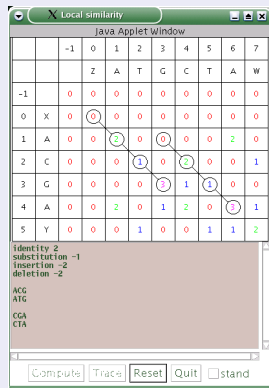 Local similarity
Java Applet Window
-1 0 1 2 3 4 5 6 7
Z A T G C T A W
-1 0 0 0 0 0 0 0 0 0
0 X 0 0 0 0 0 0 0 0 0
1 A 0 0 2 0 0 0 0 2 0
2 C 0 0 0 1 0 2 0 0 1
3 G 0 0 0 0 3 1 1 0 0
4 A 0 0 2 0 1 2 0 3 1
5 Y 0 0 0 1 0 0 1 1 2
identity 2
substitution -1
insertion -2
deletion -2
ACG
ATG
CGA
CTA
Compute Trace Reset Quit stand